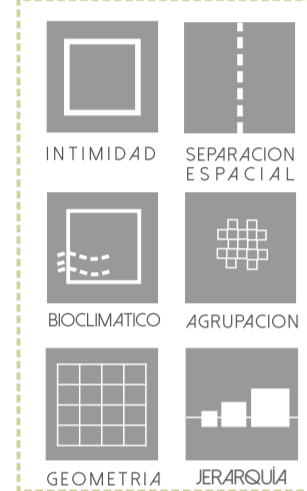 INTIMIDAD
SEPARACION
ESPACIAL
BIOCLIMATICO
AGRUPACION
GEOMETRIA
JERARQUÍA